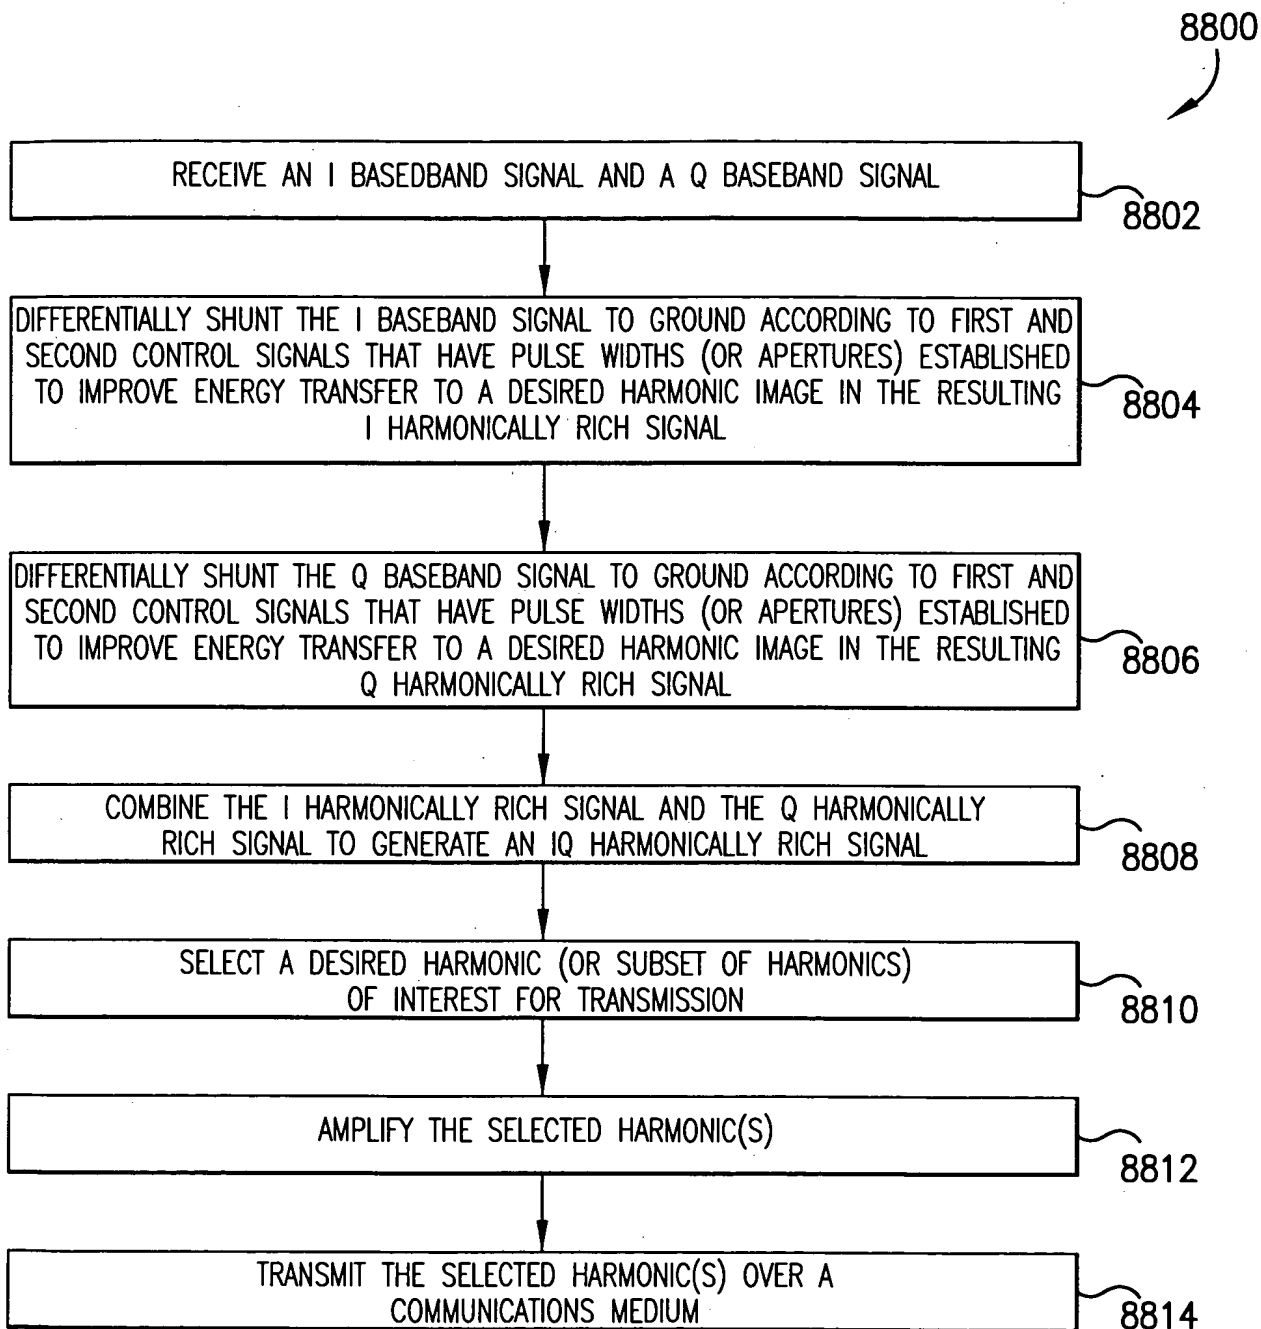 8800
RECEIVE AN I BASEDBAND SIGNAL AND A Q BASEBAND SIGNAL
8802
DIFFERENTIALLY SHUNT THE I BASEBAND SIGNAL TO GROUND ACCORDING TO FIRST AND
SECOND CONTROL SIGNALS THAT HAVE PULSE WIDTHS (OR APERTURES) ESTABLISHED
TO IMPROVE ENERGY TRANSFER TO A DESIRED HARMONIC IMAGE IN THE RESULTING
I HARMONICALLY RICH SIGNAL
8804
DIFFERENTIALLY SHUNT THE Q BASEBAND SIGNAL TO GROUND ACCORDING TO FIRST AND
SECOND CONTROL SIGNALS THAT HAVE PULSE WIDTHS (OR APERTURES) ESTABLISHED
TO IMPROVE ENERGY TRANSFER TO A DESIRED HARMONIC IMAGE IN THE RESULTING
Q HARMONICALLY RICH SIGNAL
8806
COMBINE THE I HARMONICALLY RICH SIGNAL AND THE Q HARMONICALLY
RICH SIGNAL TO GENERATE AN IQ HARMONICALLY RICH SIGNAL
8808
SELECT A DESIRED HARMONIC (OR SUBSET OF HARMONICS)
OF INTEREST FOR TRANSMISSION
8810
AMPLIFY THE SELECTED HARMONIC(S)
8812
TRANSMIT THE SELECTED HARMONIC(S) OVER A
COMMUNICATIONS MEDIUM
8814